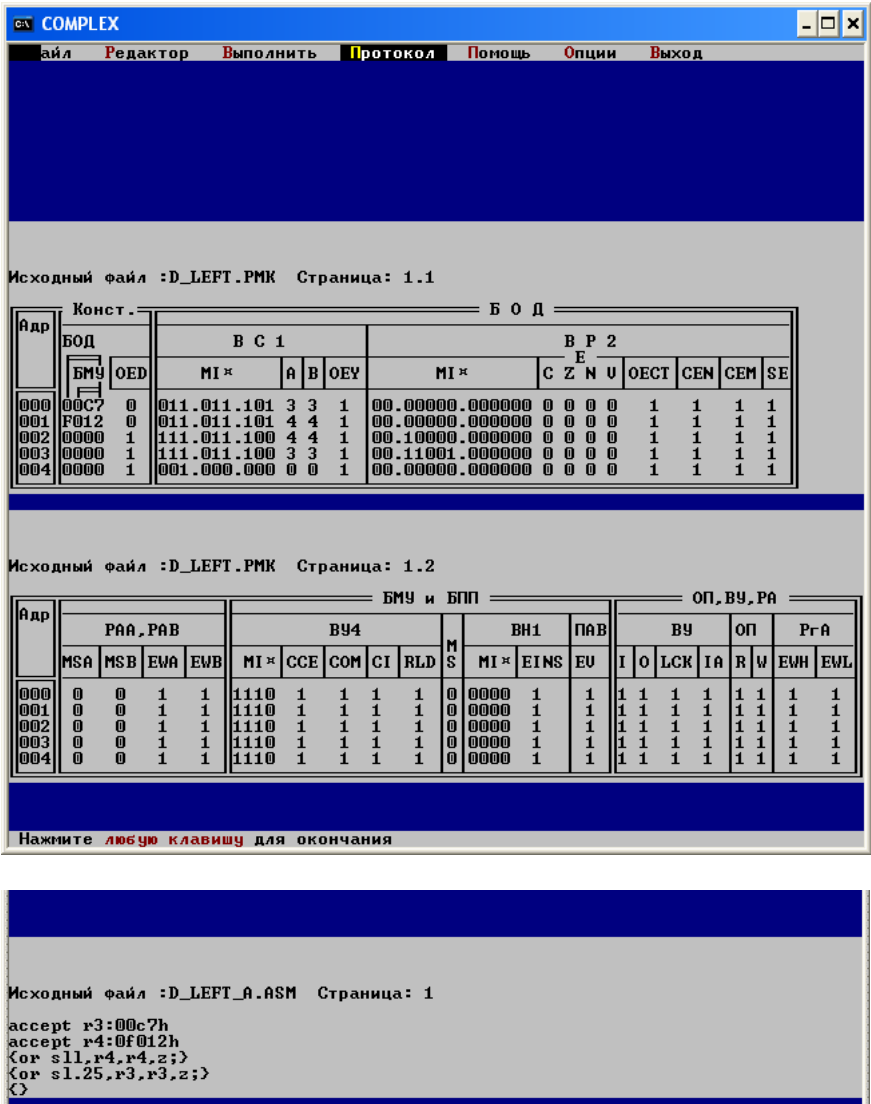 COMPLEX
айл Редактор Выполнить Протокол Помощь Опции Выход
Исходный файл :D_LEFT.PMK Страница: 1.1
Конст. Б О Д
Адр
БОД В С 1 В Р 2
E
БМУ OED MI¤ A B OEY MI¤ C Z N V OECT CEN CEM SE
000 00C7 0 011.011.101 3 3 1 00.00000.000000 0 0 0 0 1 1 1 1
001 F012 0 011.011.101 4 4 1 00.00000.000000 0 0 0 0 1 1 1 1
002 0000 1 111.011.100 4 4 1 00.10000.000000 0 0 0 0 1 1 1 1
003 0000 1 111.011.100 3 3 1 00.11001.000000 0 0 0 0 1 1 1 1
004 0000 1 001.000.000 0 0 1 00.00000.000000 0 0 0 0 1 1 1 1
Исходный файл :D_LEFT.PMK Страница: 1.2
БМУ и БПП ОП,ВУ,РА
Адр
РАА,РАВ ВУ4 MS ВН1 ПАВ ВУ ОП РгА
MSA MSB EWA EWB MI¤ CCE COM CI RLD MI¤ EINS EV I O LCK IA R W EWH EWL
000 0 0 1 1 1110 1 1 1 1 0 0000 1 1 1 1 1 1 1 1 1 1
001 0 0 1 1 1110 1 1 1 1 0 0000 1 1 1 1 1 1 1 1 1 1
002 0 0 1 1 1110 1 1 1 1 0 0000 1 1 1 1 1 1 1 1 1 1
003 0 0 1 1 1110 1 1 1 1 0 0000 1 1 1 1 1 1 1 1 1 1
004 0 0 1 1 1110 1 1 1 1 0 0000 1 1 1 1 1 1 1 1 1 1
Нажмите любую клавишу для окончания
Исходный файл :D_LEFT_A.ASM Страница: 1
accept r3:00c7h
accept r4:0f012h
{or sll,r4,r4,z;}
{or sl.25,r3,r3,z;}
{}